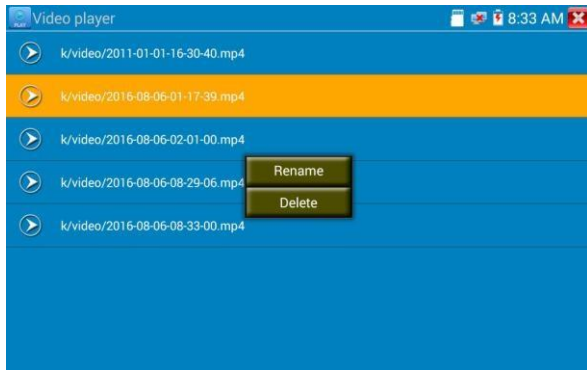 PLAY
Video player
8:33 AM
k/video/2011-01-01-16-30-40.mp4
k/video/2016-08-06-01-17-39.mp4
k/video/2016-08-06-02-01-00.mp4
k/video/2016-08-06-08-29-06.mp4
k/video/2016-08-06-08-33-00.mp4
Rename
Delete